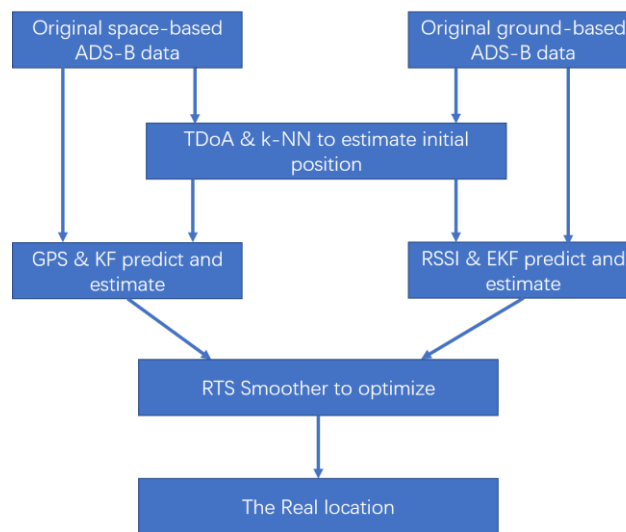 Original space-based
ADS-B data
Original ground-based
ADS-B data
TDoA & k-NN to estimate initial
position
GPS & KF predict and
estimate
RSSI & EKF predict and
estimate
RTS Smoother to optimize
The Real location